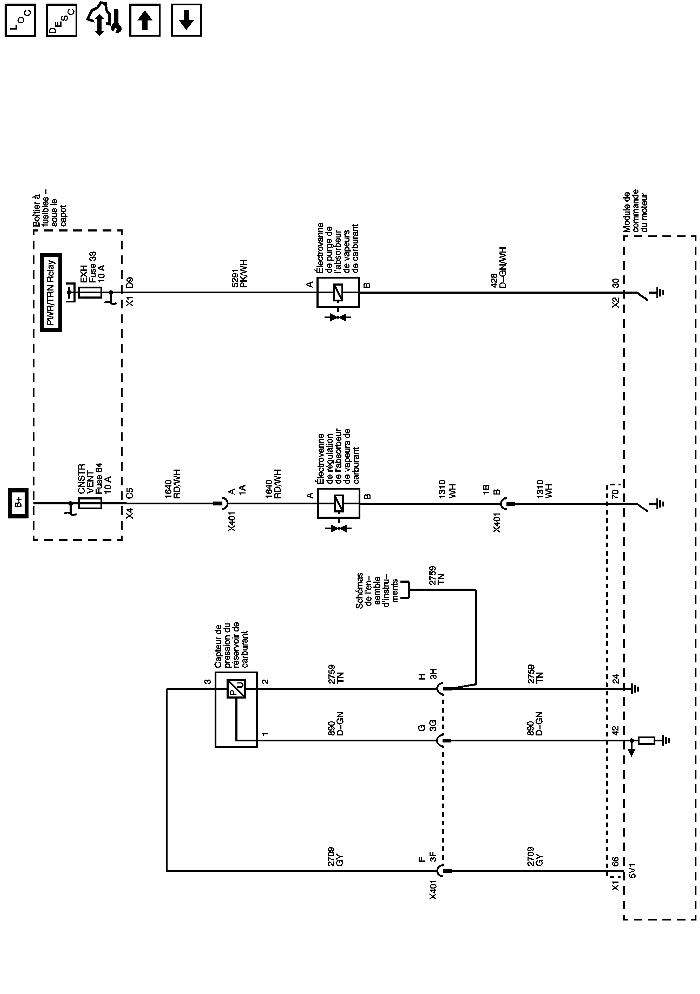 LOC
DESC
Boîtier à
fusibles –
sous le
capot
PWR/TRN Relay
EXH
Fuse 33
10 A
D9
X1
5291
PK/WH
Électrovanne
de purge de
l'absorbeur
de vapeurs
de carburant
A
B
428
D–GN/WH
30
X2
Module de
commande
du moteur
B+
CNSTR
VENT
Fuse 64
10 A
C5
X4
1640
RD/WH
A
1A
X401
1640
RD/WH
Électrovanne
de régulation
de l'absorbeur
de vapeurs de
carburant
A
B
1310
WH
1B
B
X401
1310
WH
70
Schémas
de l'en–
semble
d'instru–
ments
2759
TN
Capteur de
pression du
réservoir de
carburant
3
P
U
2
1
2759
TN
H
3H
2759
TN
24
890
D–GN
G
3G
890
D–GN
42
2709
GY
F
3F
X401
2709
GY
66
X1
5V1